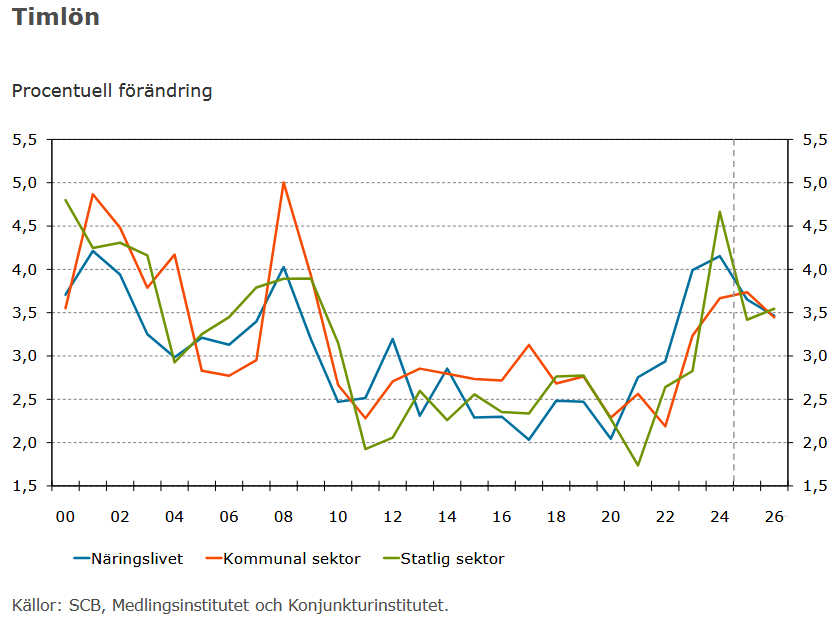 Timlön
Procentuell förändring
5,5 5,5
5,0 5,0
4,5 4,5
4,0 4,0
3,5 3,5
3,0 3,0
2,5 2,5
2,0 2,0
1,5 1,5
00 02 04 06 08 10 12 14 16 18 20 22 24 26
Näringslivet Kommunal sektor Statlig sektor
Källor: SCB, Medlingsinstitutet och Konjunkturinstitutet.